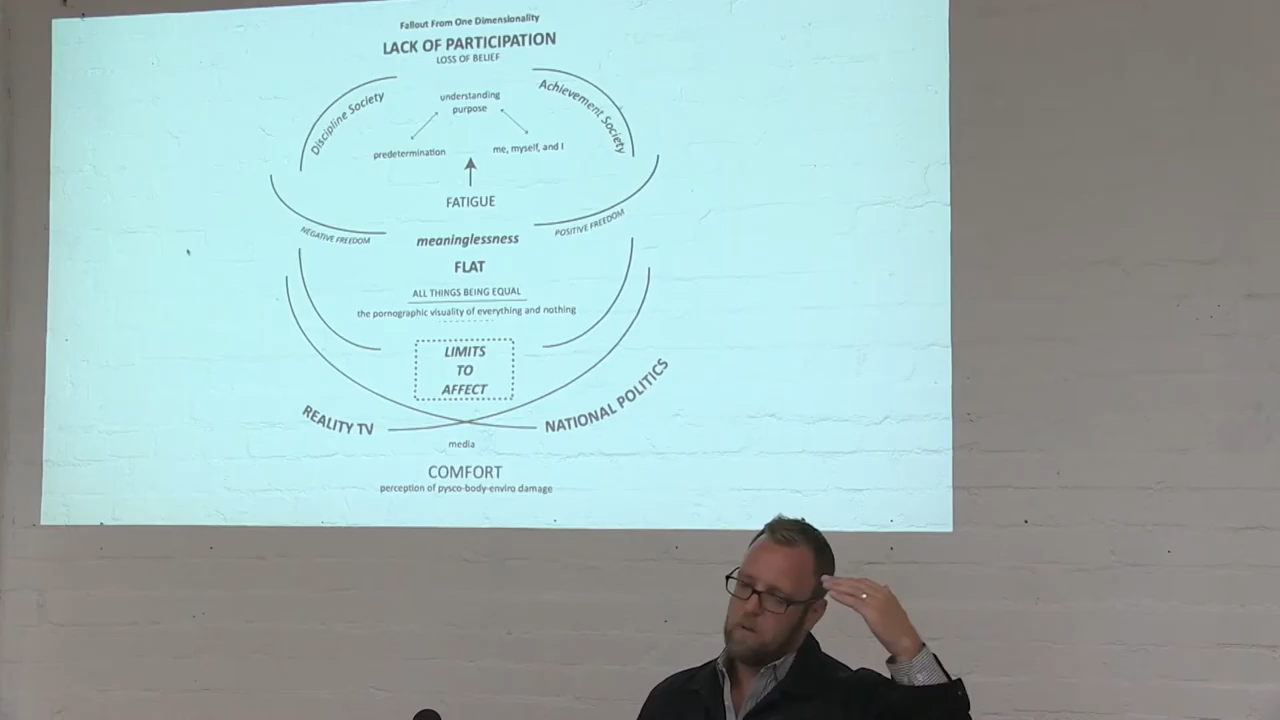 Fallout From One Dimensionality
LACK OF PARTICIPATION
LOSS OF BELIEF
Discipline Society
Achievement Society
understanding
purpose
predetermination
me, myself, and I
FATIGUE
NEGATIVE FREEDOM
POSITIVE FREEDOM
meaninglessness
FLAT
ALL THINGS BEING EQUAL
the pornographic visuality of everything and nothing
LIMITS
TO
AFFECT
REALITY TV
NATIONAL POLITICS
media
COMFORT
perception of pysco-body-enviro damage